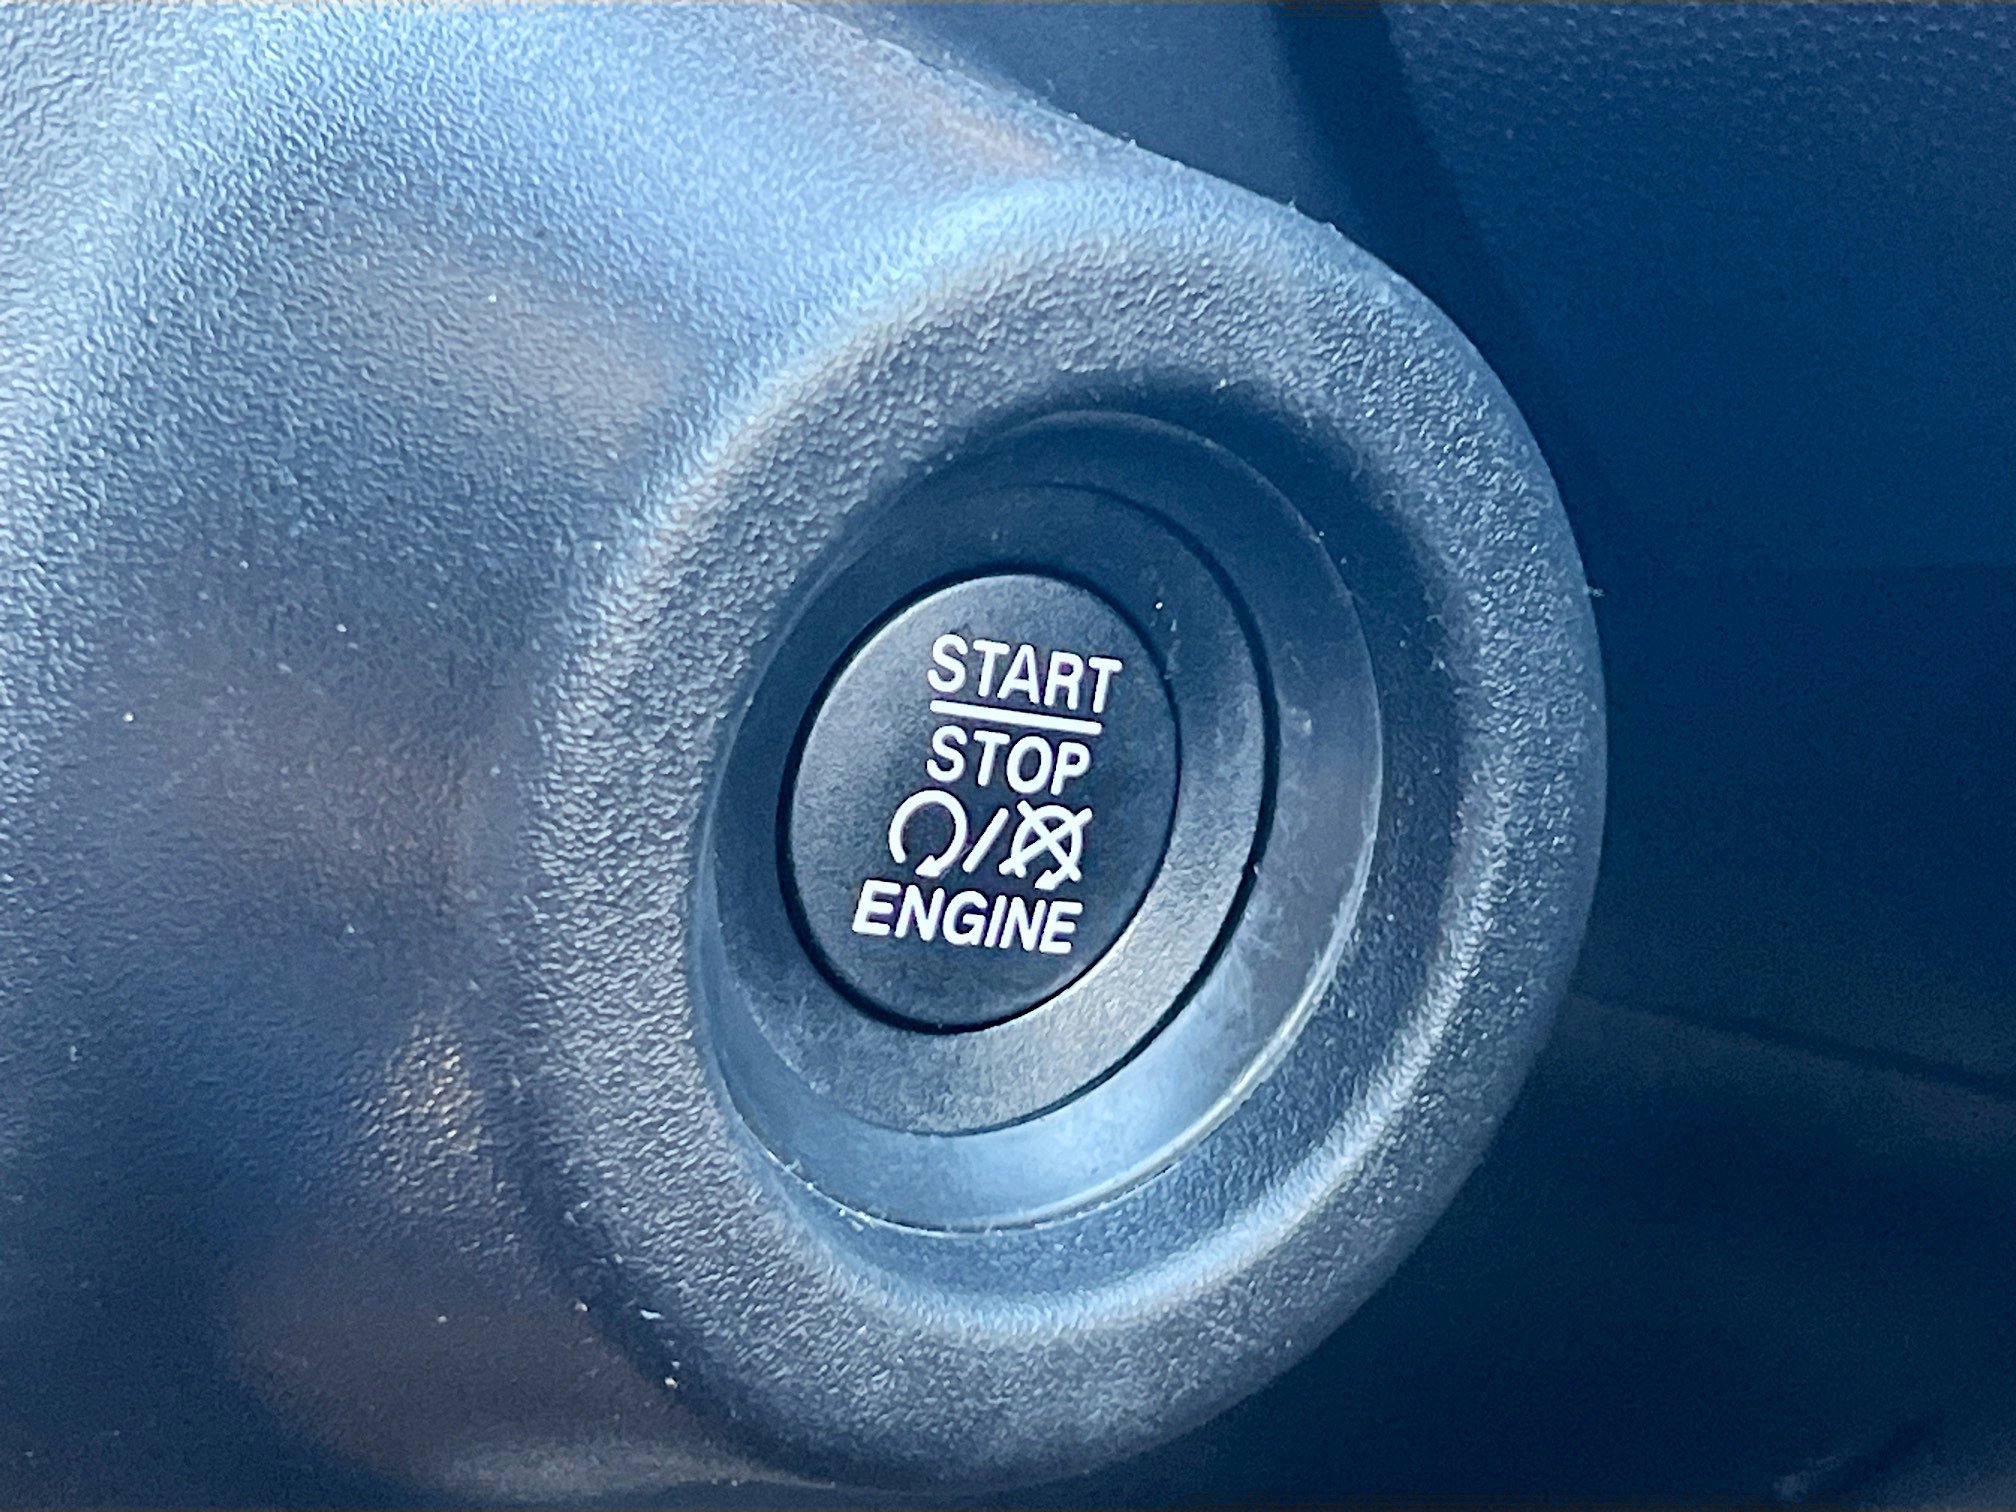 START
STOP
/
ENGINE